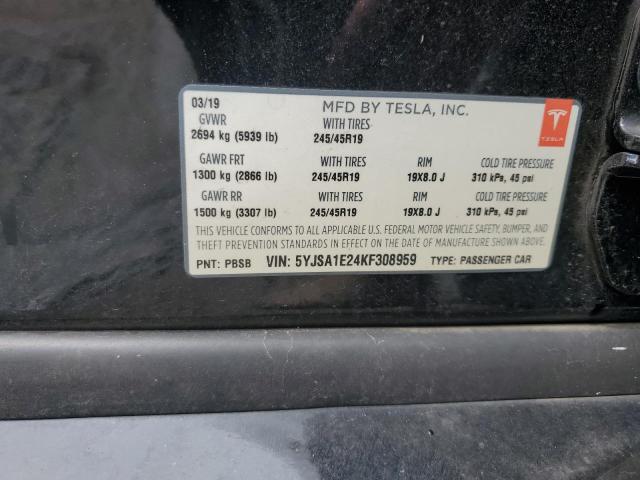 03/19 MFD BY TESLA, INC.
GVWR WITH TIRES
2694 kg (5939 lb) 245/45R19
TESLA
GAWR FRT WITH TIRES RIM COLD TIRE PRESSURE
1300 kg (2866 lb) 245/45R19 19X8.0 J 310 kPa, 45 psi
GAWR RR WITH TIRES RIM COLD TIRE PRESSURE
1500 kg (3307 lb) 245/45R19 19X8.0 J 310 kPa, 45 psi
THIS VEHICLE CONFORMS TO ALL APPLICABLE U.S. FEDERAL MOTOR VEHICLE SAFETY, BUMPER, AND
THEFT PREVENTION STANDARDS IN EFFECT ON THE DATE OF MANUFACTURE SHOWN ABOVE.
PNT: PBSB VIN: 5YJSA1E24KF308959 TYPE: PASSENGER CAR